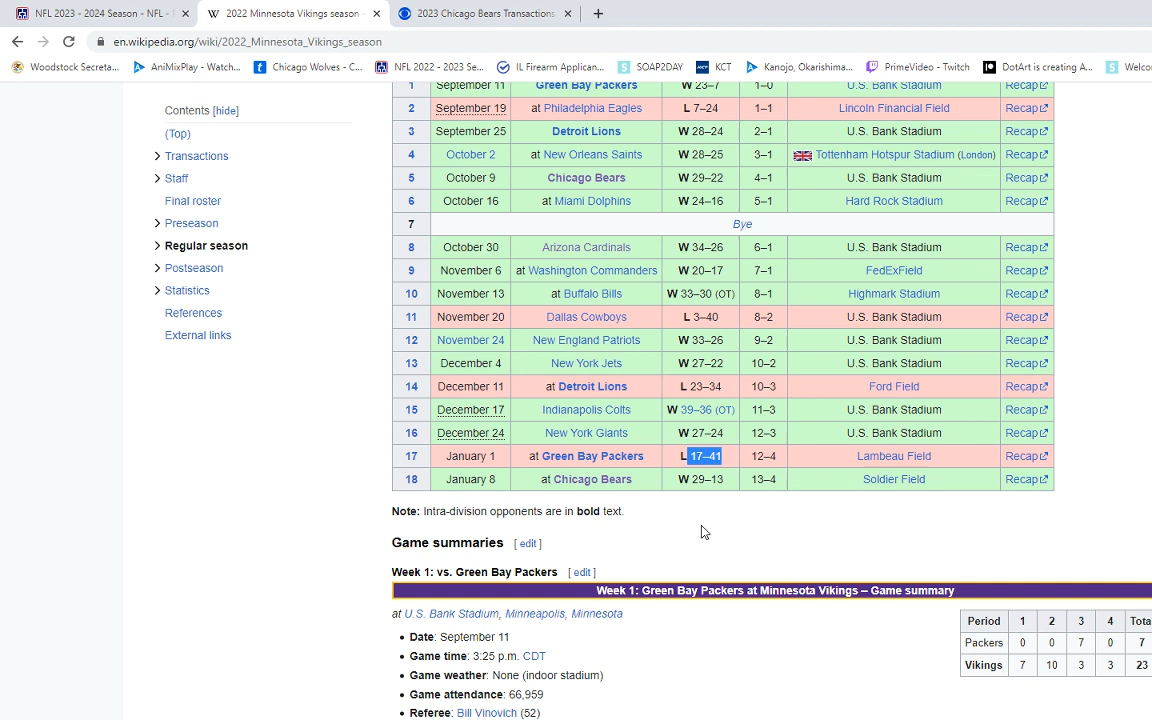 NFL 2023 - 2024 Season - NFL -
2022 Minnesota Vikings season -
2023 Chicago Bears Transactions
en.wikipedia.org/wiki/2022_Minnesota_Vikings_season
Woodstock Secreta... AniMixPlay - Watch... Chicago Wolves - C... NFL 2022 - 2023 Se... IL Firearm Applican... SOAP2DAY KCT Kanojo, Okarishima... PrimeVideo - Twitch DotArt is creating A... Welco
Contents [hide]
(Top)
Transactions
Staff
Final roster
Preseason
Regular season
Postseason
Statistics
References
External links
1 September 11 Green Bay Packers W 23–7 1–0 U.S. Bank Stadium Recap
2 September 19 at Philadelphia Eagles L 7–24 1–1 Lincoln Financial Field Recap
3 September 25 Detroit Lions W 28–24 2–1 U.S. Bank Stadium Recap
4 October 2 at New Orleans Saints W 28–25 3–1 Tottenham Hotspur Stadium (London) Recap
5 October 9 Chicago Bears W 29–22 4–1 U.S. Bank Stadium Recap
6 October 16 at Miami Dolphins W 24–16 5–1 Hard Rock Stadium Recap
7 Bye
8 October 30 Arizona Cardinals W 34–26 6–1 U.S. Bank Stadium Recap
9 November 6 at Washington Commanders W 20–17 7–1 FedExField Recap
10 November 13 at Buffalo Bills W 33–30 (OT) 8–1 Highmark Stadium Recap
11 November 20 Dallas Cowboys L 3–40 8–2 U.S. Bank Stadium Recap
12 November 24 New England Patriots W 33–26 9–2 U.S. Bank Stadium Recap
13 December 4 New York Jets W 27–22 10–2 U.S. Bank Stadium Recap
14 December 11 at Detroit Lions L 23–34 10–3 Ford Field Recap
15 December 17 Indianapolis Colts W 39–36 (OT) 11–3 U.S. Bank Stadium Recap
16 December 24 New York Giants W 27–24 12–3 U.S. Bank Stadium Recap
17 January 1 at Green Bay Packers L 17–41 12–4 Lambeau Field Recap
18 January 8 at Chicago Bears W 29–13 13–4 Soldier Field Recap
Note: Intra-division opponents are in bold text.
Game summaries [ edit ]
Week 1: vs. Green Bay Packers [ edit ]
Week 1: Green Bay Packers at Minnesota Vikings – Game summary
at U.S. Bank Stadium, Minneapolis, Minnesota
• Date: September 11
• Game time: 3:25 p.m. CDT
• Game weather: None (indoor stadium)
• Game attendance: 66,959
• Referee: Bill Vinovich (52)
Period 1 2 3 4 Tota
Packers 0 0 7 0 7
Vikings 7 10 3 3 23